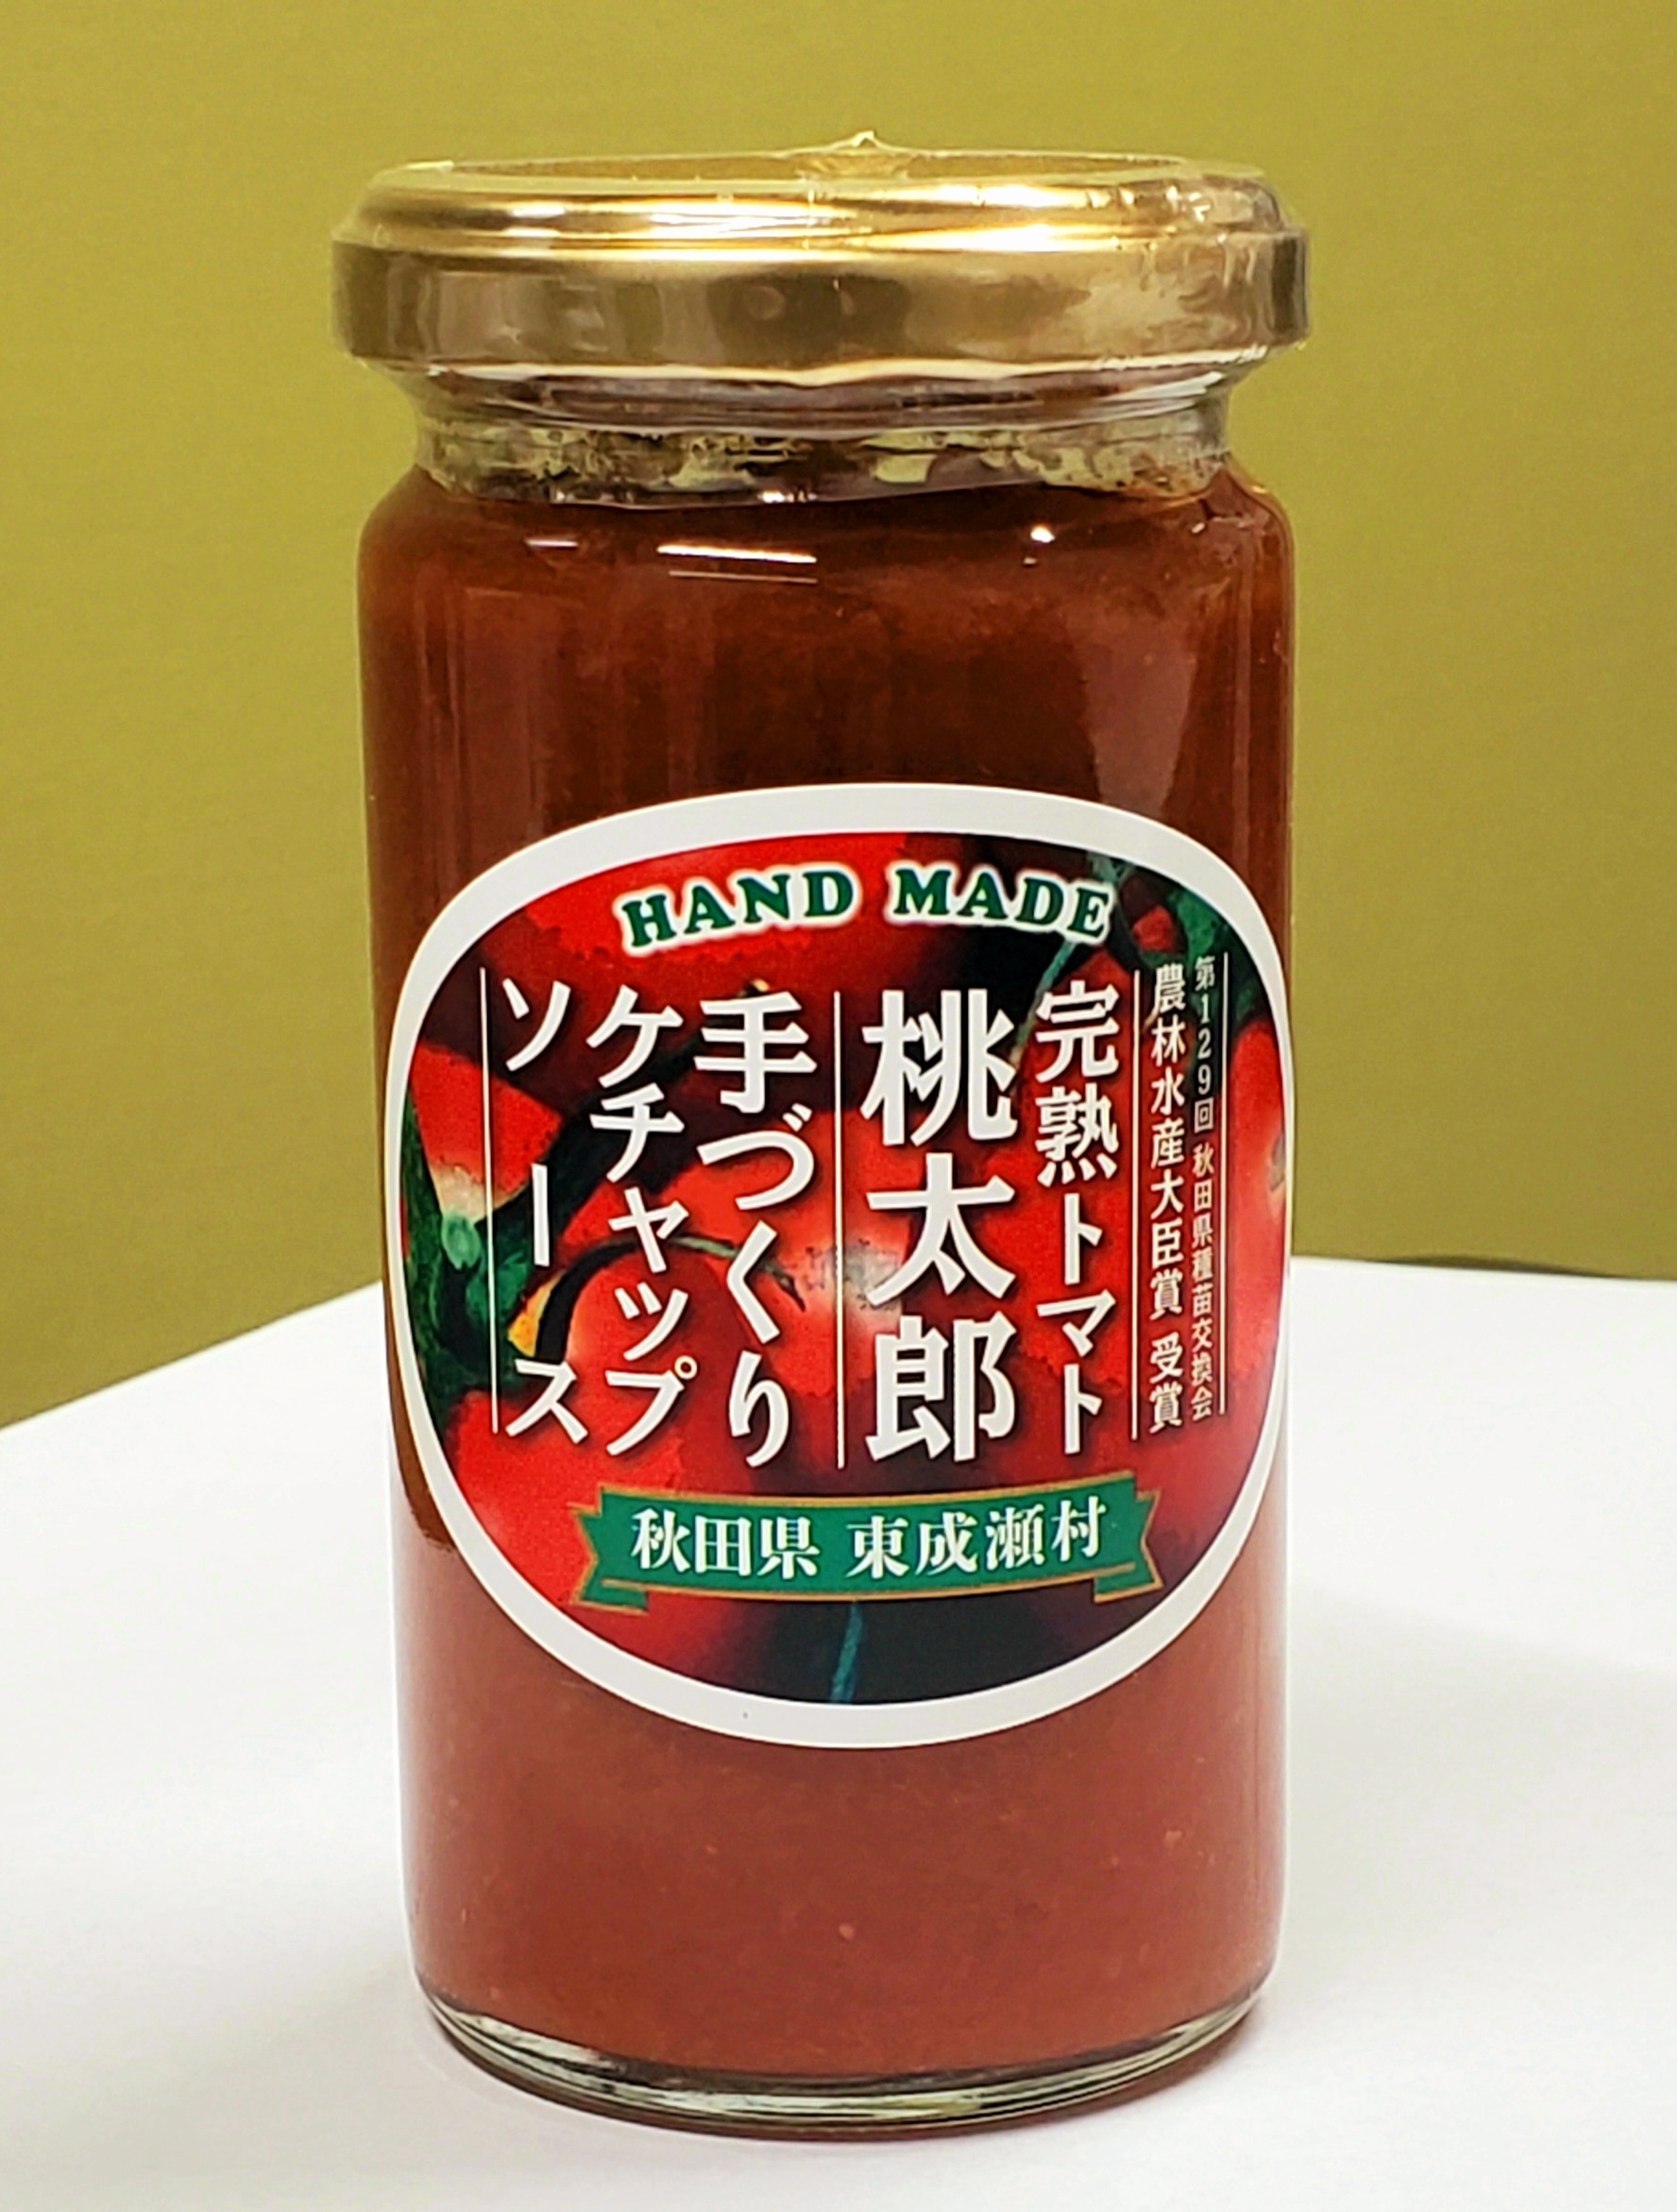 HAND MADE
第129回 秋田県種苗交換会
農林水産大臣賞 受賞
完熟トマト
桃太郎
手づくり
ケチャップ
ソース
秋田県 東成瀬村